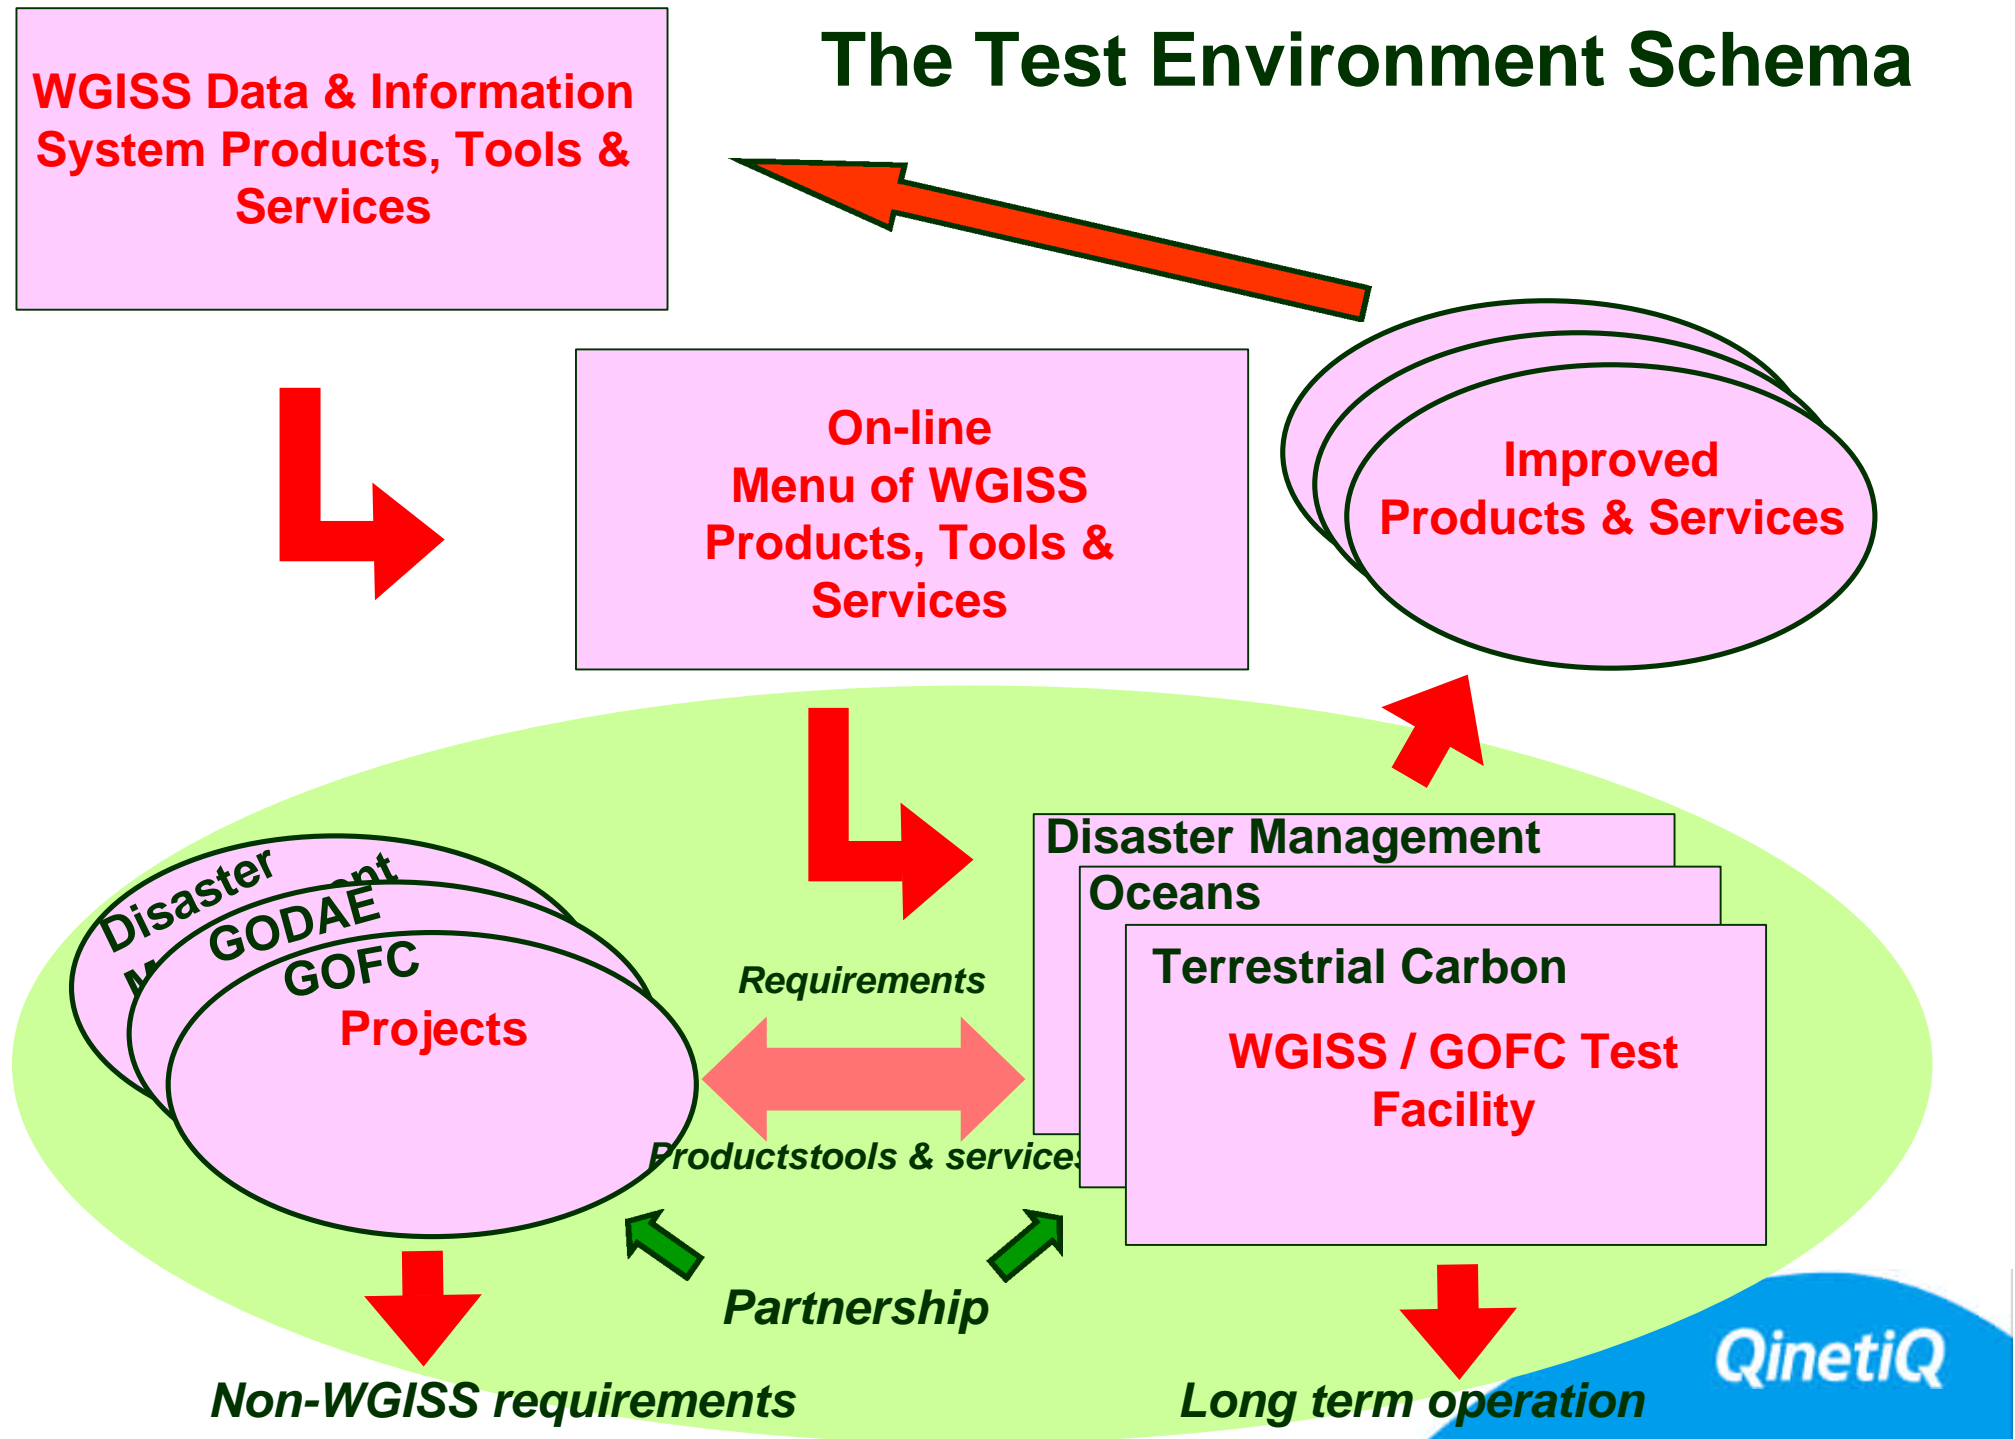 The Test Environment Schema
WGISS Data & Information
System Products, Tools &
Services
On-line
Menu of WGISS
Products, Tools &
Services
Improved
Products & Services
Disaster
GODAE
GOFC
Projects
Requirements
Productstools & services
Disaster Management
Oceans
Terrestrial Carbon
WGISS / GOFC Test
Facility
Partnership
Non-WGISS requirements
Long term operation
QinetiQ